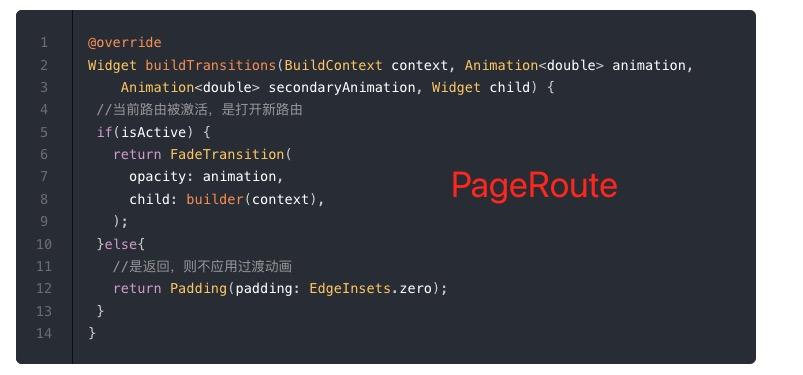 1 @override
2 Widget buildTransitions(BuildContext context, Animation<double> animation,
3     Animation<double> secondaryAnimation, Widget child) {
4  //当前路由被激活，是打开新路由
5  if(isActive) {
6    return FadeTransition(
7      opacity: animation,
8      child: builder(context),
9    );
10  }else{
11    //是返回，则不应用过渡动画
12    return Padding(padding: EdgeInsets.zero);
13  }
14 }
PageRoute